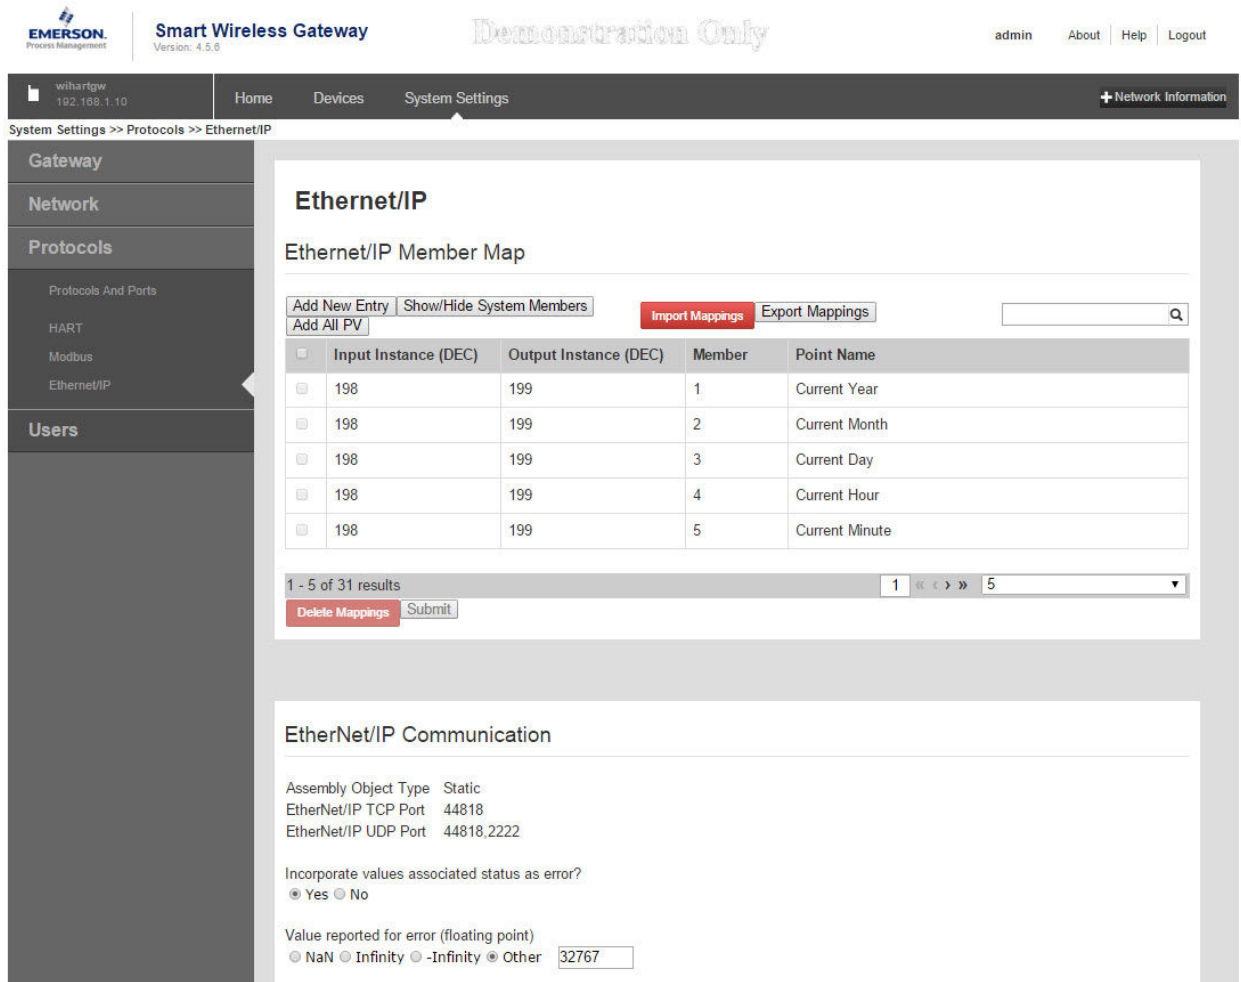 EMERSON.
Process Management
Smart Wireless Gateway
Version: 4.5.6
Demonstration Only
admin About Help Logout
wihartgw
192.168.1.10
Home Devices System Settings
+ Network Information
System Settings >> Protocols >> Ethernet/IP
Gateway
Network
Protocols
Protocols And Ports
HART
Modbus
Ethernet/IP
Users
Ethernet/IP
Ethernet/IP Member Map
Add New Entry Show/Hide System Members Import Mappings Export Mappings
Add All PV
Input Instance (DEC) Output Instance (DEC) Member Point Name
198 199 1 Current Year
198 199 2 Current Month
198 199 3 Current Day
198 199 4 Current Hour
198 199 5 Current Minute
1 - 5 of 31 results 1 « ‹ › » 5
Delete Mappings Submit
EtherNet/IP Communication
Assembly Object Type Static
EtherNet/IP TCP Port 44818
EtherNet/IP UDP Port 44818,2222
Incorporate values associated status as error?
Yes No
Value reported for error (floating point)
NaN Infinity -Infinity Other 32767